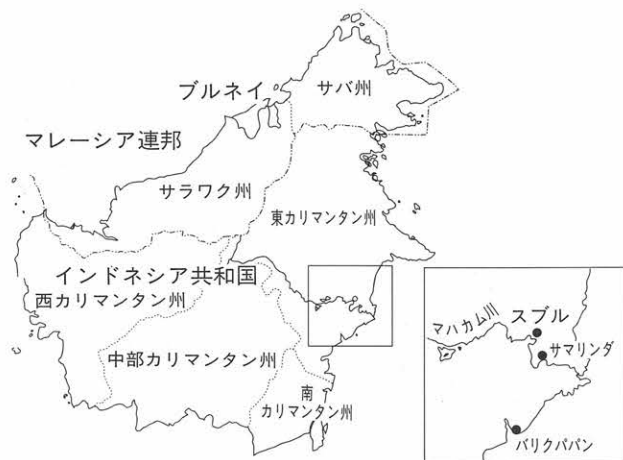 サバ州
ブルネイ
マレーシア連邦
サラワク州
東カリマンタン州
インドネシア共和国
西カリマンタン州
中部カリマンタン州
南
カリマンタン州
マハカム川
スブル
サマリンダ
バリクパパン